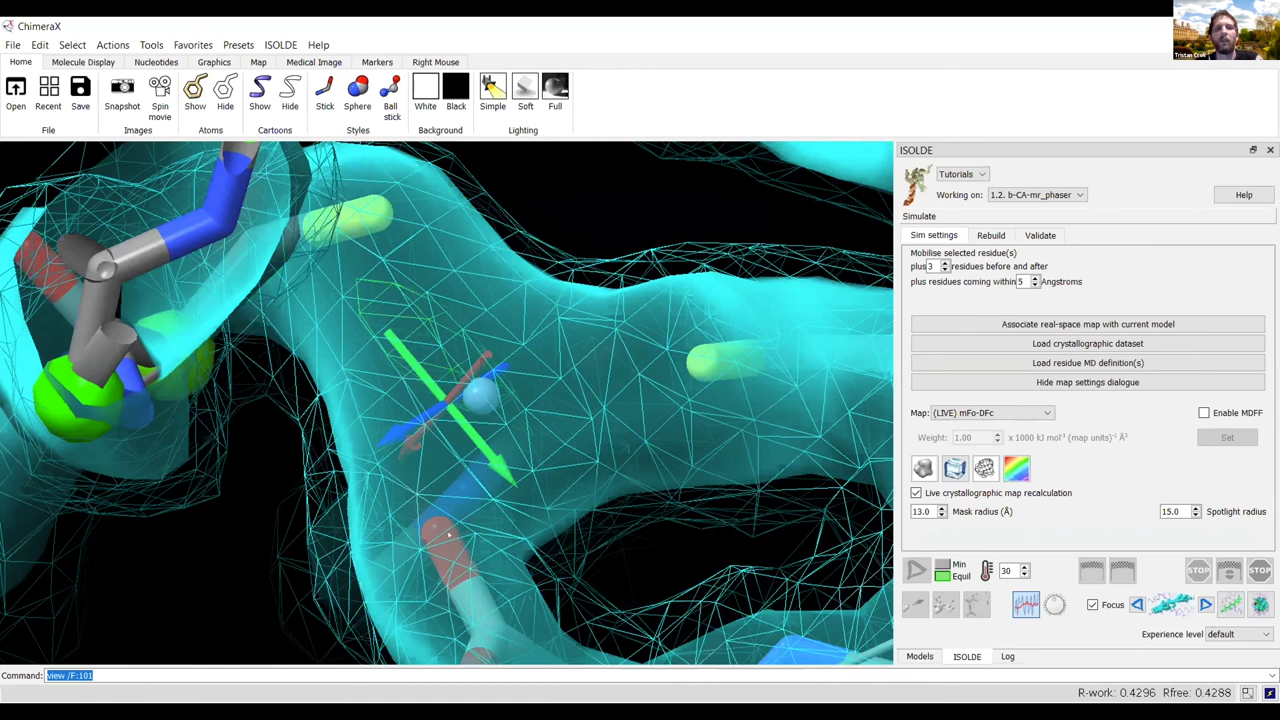 ChimeraX
File Edit Select Actions Tools Favorites Presets ISOLDE Help
Home Molecule Display Nucleotides Graphics Map Medical Image Markers Right Mouse
Open Recent Save Snapshot Spin movie Show Hide Show Hide Stick Sphere Ball stick White Black Simple Soft Full
File Images Atoms Cartoons Styles Background Lighting
Tristan Croll
ISOLDE
Tutorials
Working on: 1.2. b-CA-mr_phaser Help
Simulate
Sim settings Rebuild Validate
Mobilise selected residue(s)
plus 3 residues before and after
plus residues coming within 5 Angstroms
Associate real-space map with current model
Load crystallographic dataset
Load residue MD definition(s)
Hide map settings dialogue
Map: (LIVE) mFo-DFc Enable MDFF
Weight: 1.00 x 1000 kJ mol⁻¹ (map units)⁻¹ Å³ Set
Live crystallographic map recalculation
13.0 Mask radius (Å) 15.0 Spotlight radius
Min
Equil 30 STOP STOP
Focus
Experience level default
Models ISOLDE Log
Command: view /F:101
R-work: 0.4296 Rfree: 0.4288